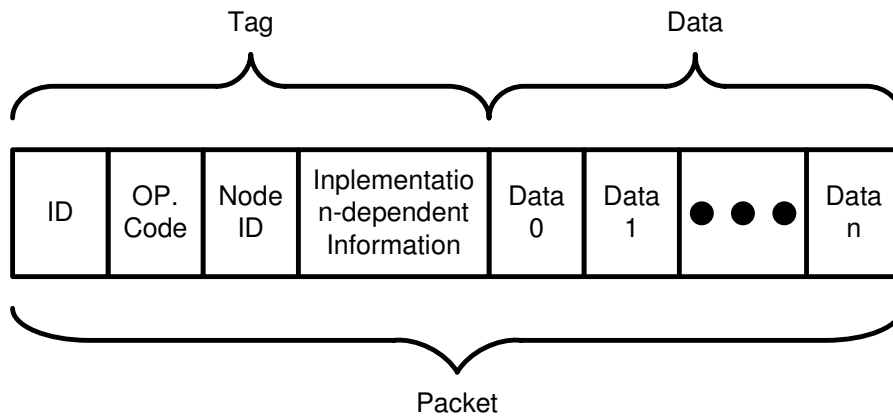 Tag
Data
ID
OP.
Code
Node
ID
Inplementatio
n-dependent
Information
Data
0
Data
1
Data
n
Packet